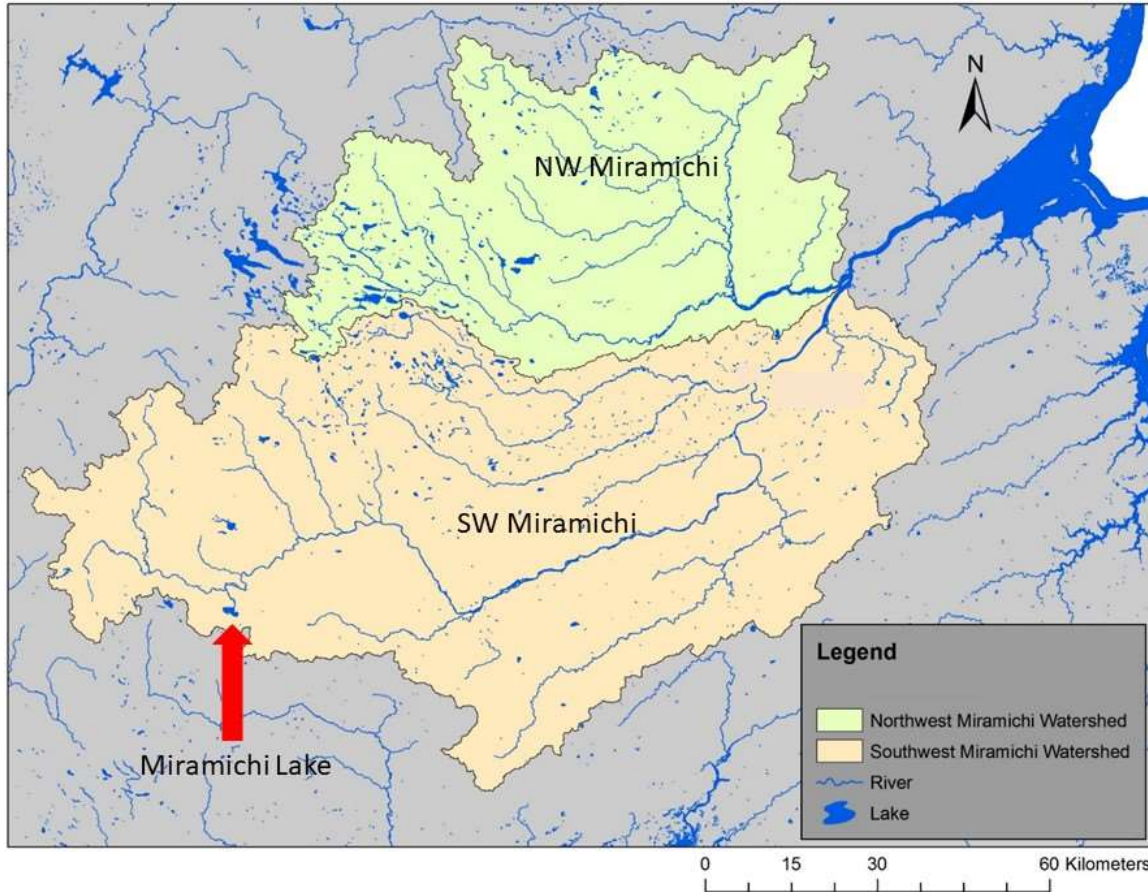 N
NW Miramichi
SW Miramichi
Miramichi Lake
Legend
Northwest Miramichi Watershed
Southwest Miramichi Watershed
River
Lake
0 15 30 60 Kilometers